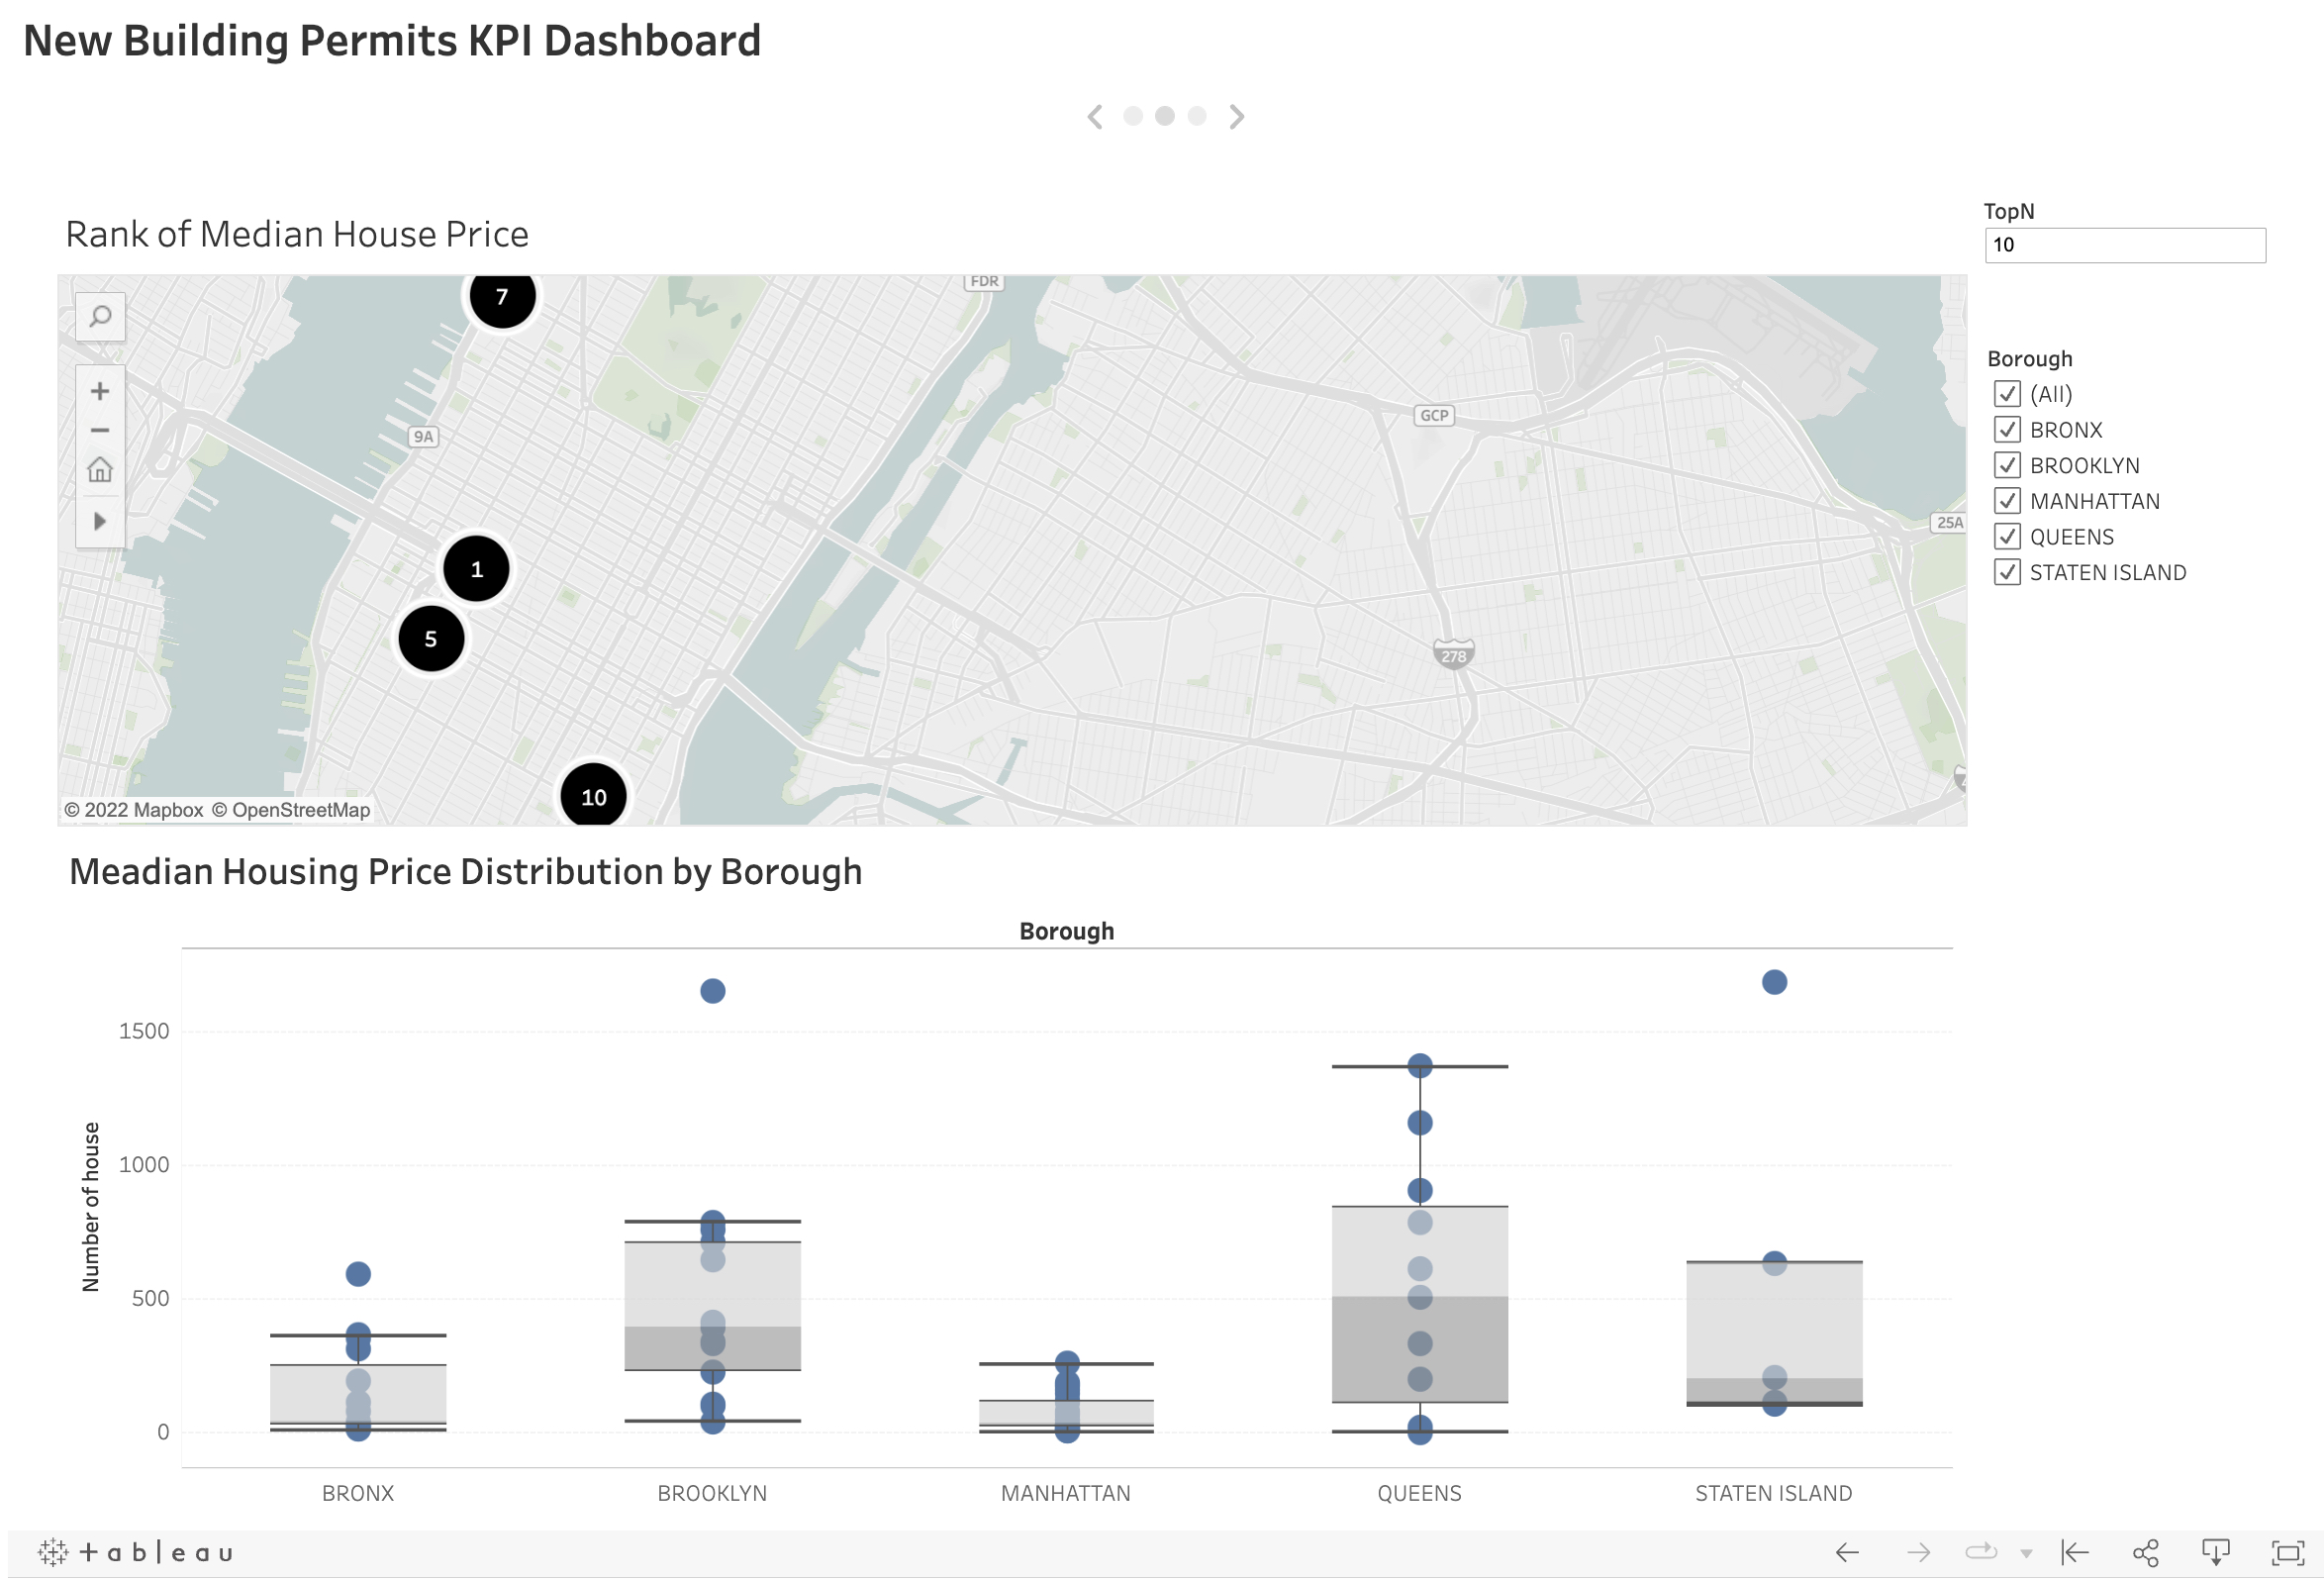 New Building Permits KPI Dashboard
Rank of Median House Price
TopN
10
7
FDR
9A
GCP
25A
1
5
278
10
© 2022 Mapbox © OpenStreetMap
Borough
(All)
BRONX
BROOKLYN
MANHATTAN
QUEENS
STATEN ISLAND
Meadian Housing Price Distribution by Borough
Borough
Number of house
1500
1000
500
0
BRONX
BROOKLYN
MANHATTAN
QUEENS
STATEN ISLAND
+ableau